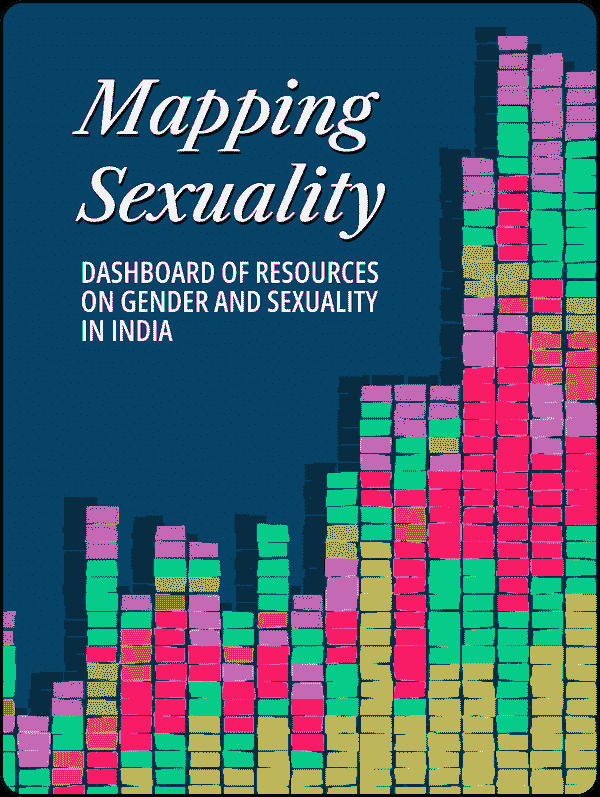 Mapping
Sexuality
DASHBOARD OF RESOURCES
ON GENDER AND SEXUALITY
IN INDIA